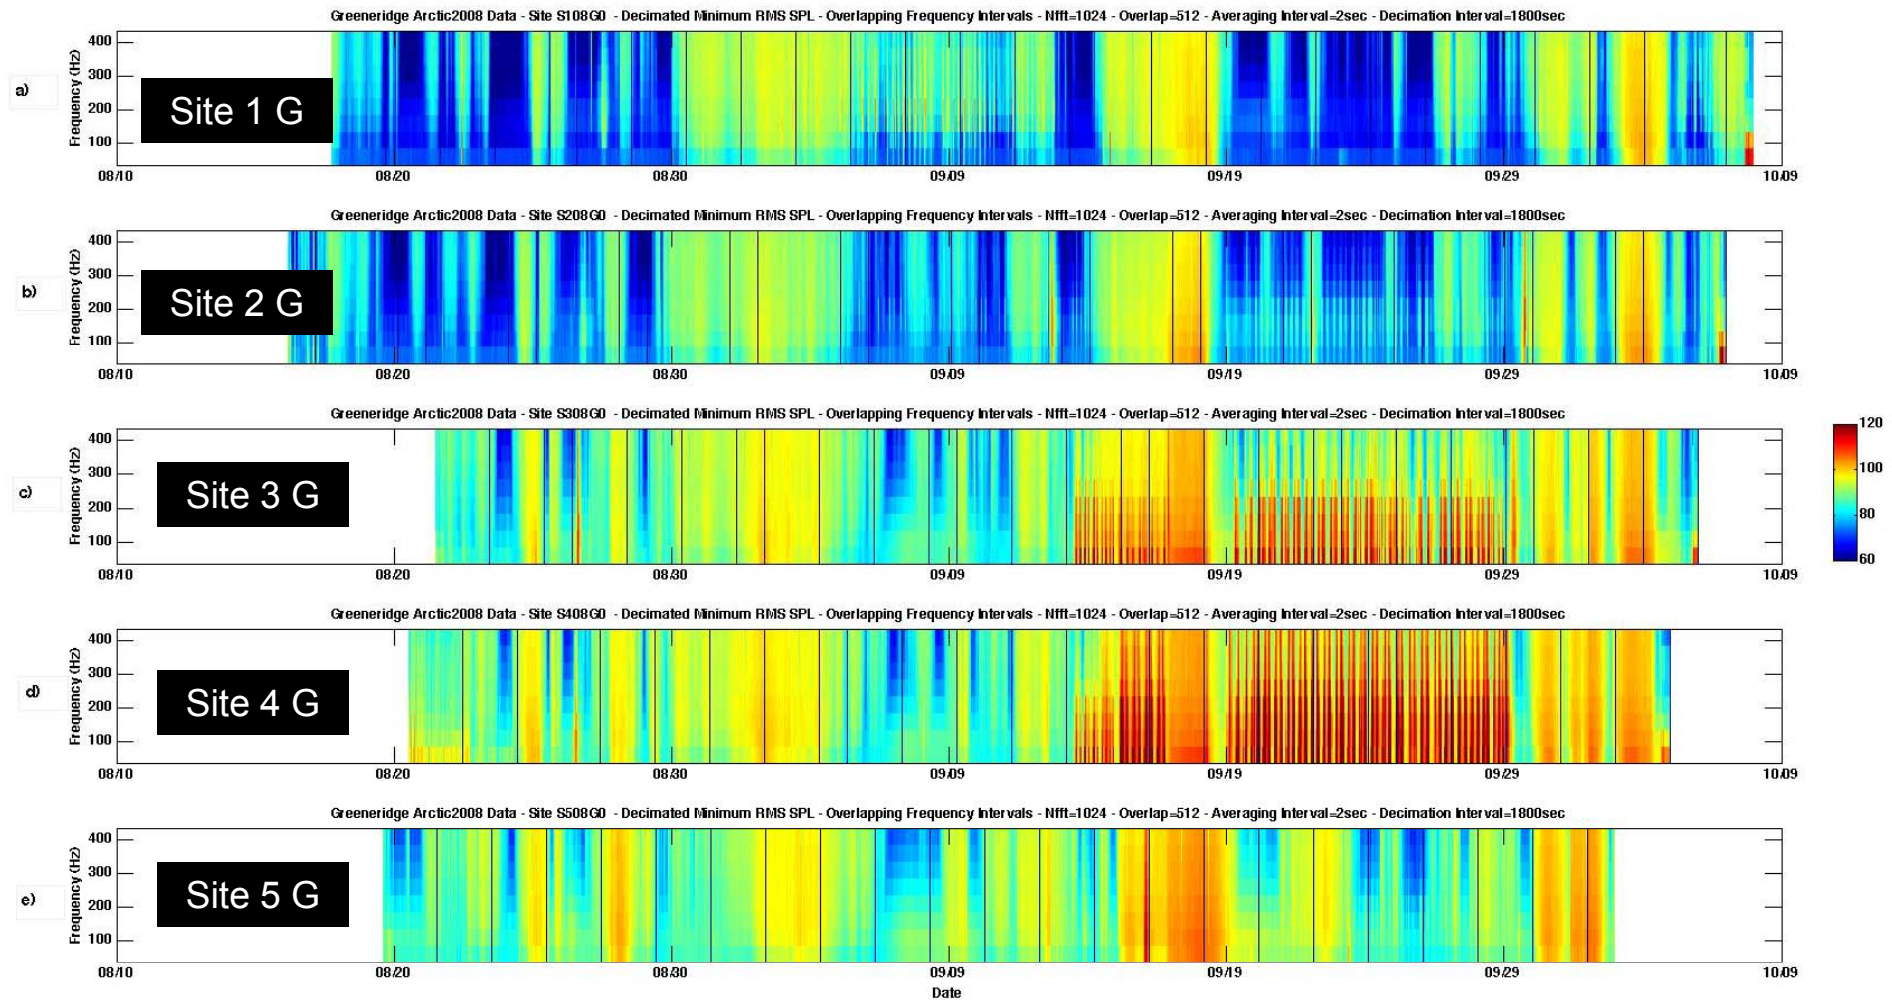 Greeneridge Arctic2008 Data - Site S108G0 - Decimated Minimum RMS SPL - Overlapping Frequency Intervals - Nfft=1024 - Overlap=512 - Averaging Interval=2sec - Decimation Interval=1800sec
a)
Frequency (Hz)
400
300
200
100
Site 1 G
08/10 08/20 08/30 09/09 09/19 09/29 10/09
Greeneridge Arctic2008 Data - Site S208G0 - Decimated Minimum RMS SPL - Overlapping Frequency Intervals - Nfft=1024 - Overlap=512 - Averaging Interval=2sec - Decimation Interval=1800sec
b)
Frequency (Hz)
400
300
200
100
Site 2 G
08/10 08/20 08/30 09/09 09/19 09/29 10/09
Greeneridge Arctic2008 Data - Site S308G0 - Decimated Minimum RMS SPL - Overlapping Frequency Intervals - Nfft=1024 - Overlap=512 - Averaging Interval=2sec - Decimation Interval=1800sec
c)
Frequency (Hz)
400
300
200
100
Site 3 G
08/10 08/20 08/30 09/09 09/19 09/29 10/09
120
100
80
60
Greeneridge Arctic2008 Data - Site S408G0 - Decimated Minimum RMS SPL - Overlapping Frequency Intervals - Nfft=1024 - Overlap=512 - Averaging Interval=2sec - Decimation Interval=1800sec
d)
Frequency (Hz)
400
300
200
100
Site 4 G
08/10 08/20 08/30 09/09 09/19 09/29 10/09
Greeneridge Arctic2008 Data - Site S508G0 - Decimated Minimum RMS SPL - Overlapping Frequency Intervals - Nfft=1024 - Overlap=512 - Averaging Interval=2sec - Decimation Interval=1800sec
e)
Frequency (Hz)
400
300
200
100
Site 5 G
08/10 08/20 08/30 09/09 09/19 09/29 10/09
Date